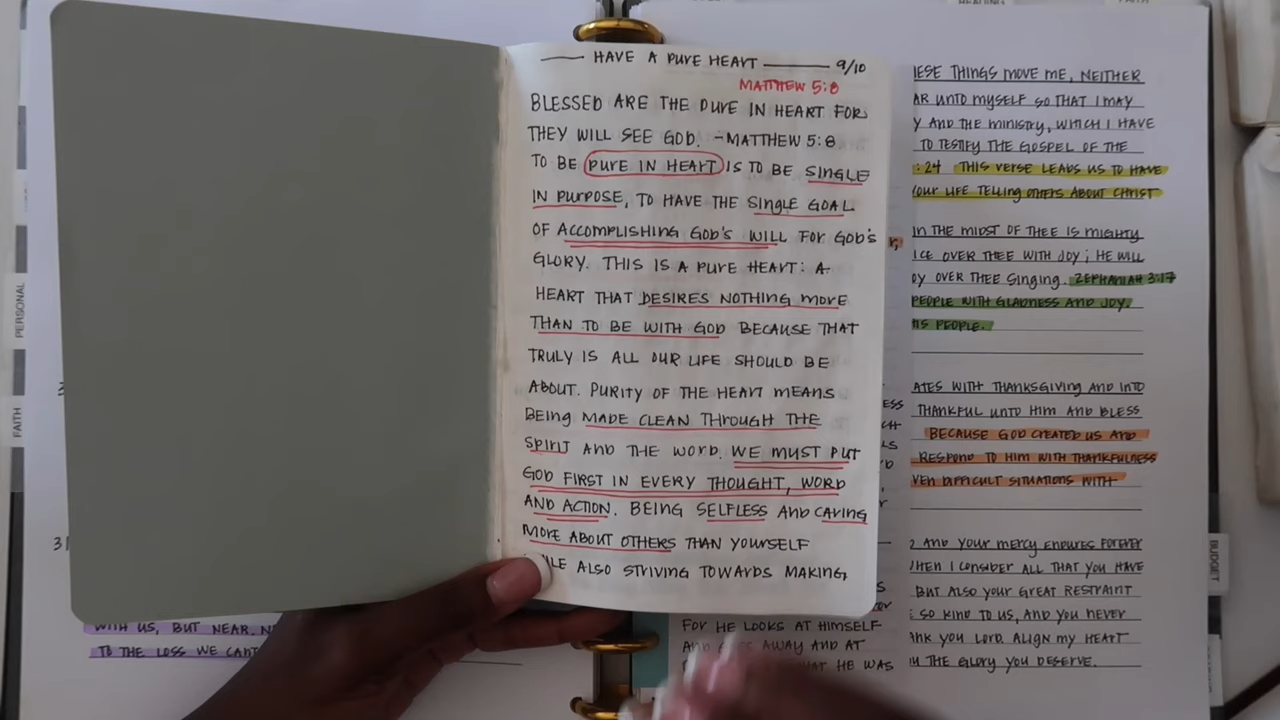 HAVE A PURE HEART 9/10
MATTHEW 5:8
BLESSED ARE THE PURE IN HEART FOR
THEY WILL SEE GOD. -MATTHEW 5:8
TO BE PURE IN HEART IS TO BE SINGLE
IN PURPOSE, TO HAVE THE SINGLE GOAL
OF ACCOMPLISHING GOD'S WILL FOR GOD'S
GLORY. THIS IS A PURE HEART: A
HEART THAT DESIRES NOTHING MORE
THAN TO BE WITH GOD BECAUSE THAT
TRULY IS ALL OUR LIFE SHOULD BE
ABOUT. PURITY OF THE HEART MEANS
BEING MADE CLEAN THROUGH THE
SPIRIT AND THE WORD. WE MUST PUT
GOD FIRST IN EVERY THOUGHT, WORD
AND ACTION. BEING SELFLESS AND CARING
MORE ABOUT OTHERS THAN YOURSELF
ALSO STRIVING TOWARDS MAKING
THINGS MOVE ME, NEITHER
UNTO MYSELF SO THAT I MAY
AND THE MINISTRY, WHICH I HAVE
TO TESTIFY THE GOSPEL OF THE
: 24 THIS VERSE LEADS US TO HAVE
OUR LIFE TELLING OTHERS ABOUT CHRIST
IN THE MIDST OF THEE IS MIGHTY
OVER THEE WITH JOY; HE WILL
OVER THEE SINGING. ZEPHANIAH 3:17
PEOPLE WITH GLADNESS AND JOY.
HIS PEOPLE.
WITH THANKSGIVING AND INTO
THANKFUL UNTO HIM AND BLESS
BECAUSE GOD CREATED US AND
RESPOND TO HIM WITH THANKFULNESS
DIFFICULT SITUATIONS WITH
AND YOUR MERCY ENDURES FOREVER
WHEN I CONSIDER ALL THAT YOU HAVE
BUT ALSO YOUR GREAT RESTRAINT
SO KIND TO US, AND YOU NEVER
YOU LORD. ALIGN MY HEART
THE GLORY YOU DESERVE.
FOR HE LOOKS AT HIMSELF
AND GOES AWAY AND AT
HE WAS
WITH US, BUT NEAR.
TO THE LOSS WE
PERSONAL
FAITH
BUDGET